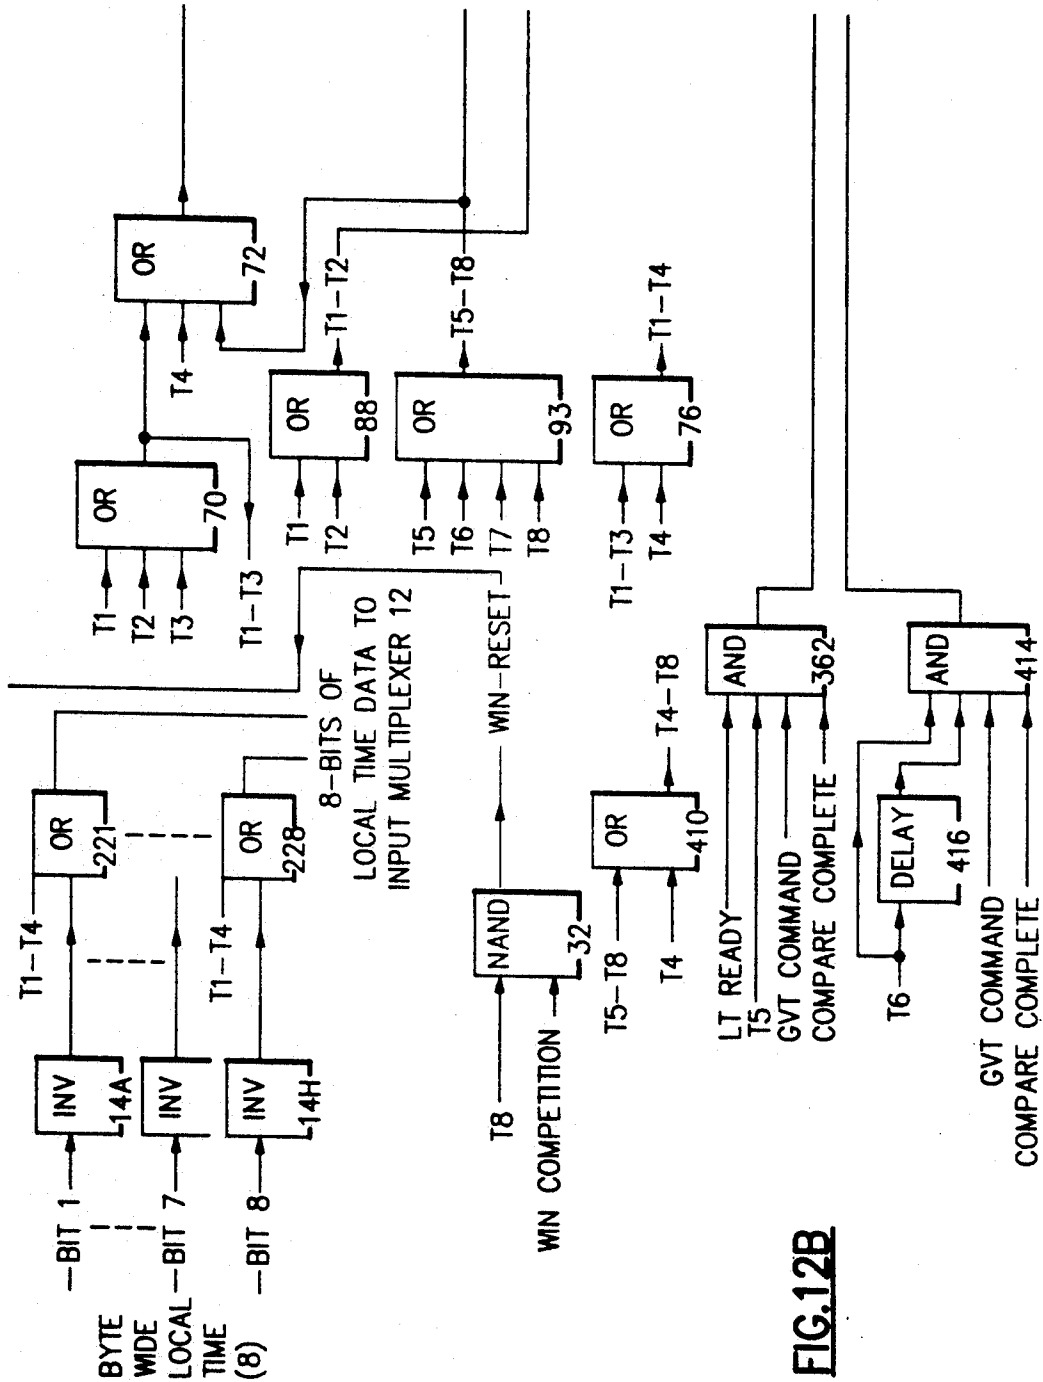 BYTE
WIDE
LOCAL
TIME
(8)
—BIT 1
—BIT 7
—BIT 8
INV
14A
INV
INV
14H
T1–T4
T1–T4
OR
221
OR
228
8–BITS OF
LOCAL TIME DATA TO
INPUT MULTIPLEXER 12
T1
T2
T3
OR
70
T1–T3
T4
OR
72
T1
T2
OR
88
T1–T2
T5
T6
T7
T8
OR
93
T5–T8
T1–T3
T4
OR
76
T1–T4
T8
WIN COMPETITION
NAND
32
WIN–RESET
T5–T8
T4
OR
410
T4–T8
LT READY
T5
GVT COMMAND
COMPARE COMPLETE
AND
362
T6
DELAY
416
GVT COMMAND
COMPARE COMPLETE
AND
414
FIG.12B